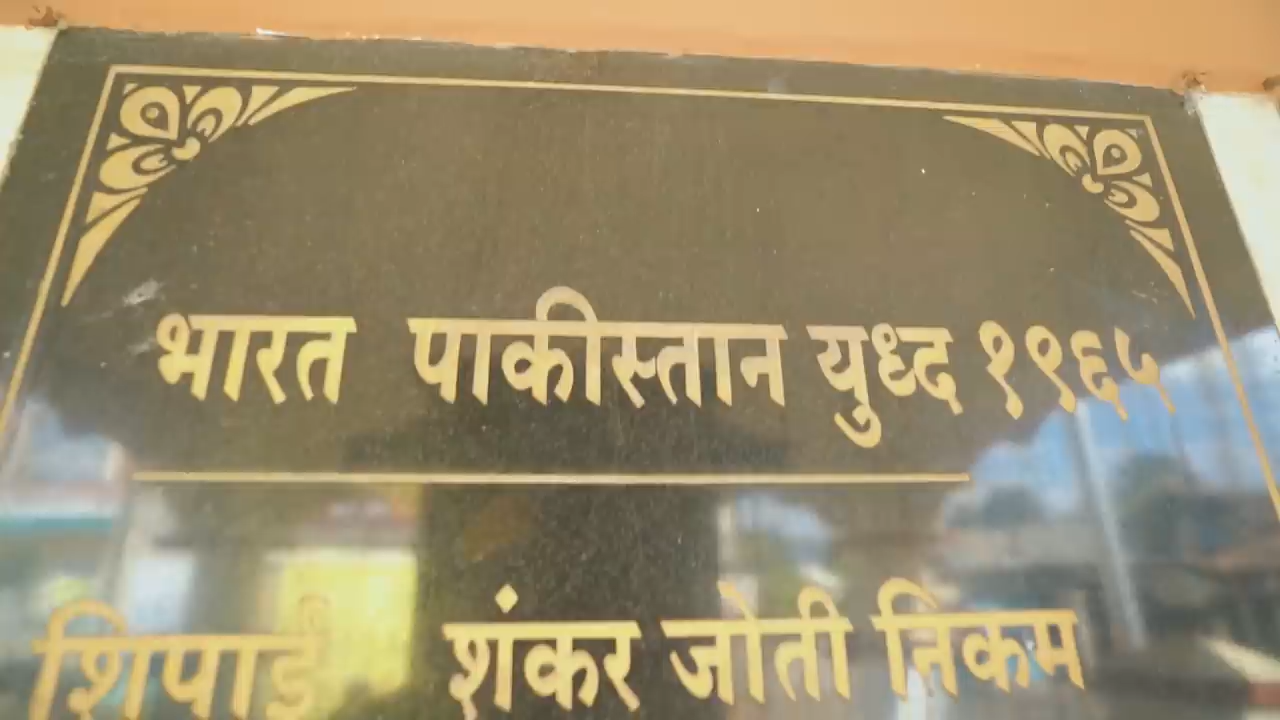 भारत पाकीस्तान युध्द १९६५
शिपाई शंकर जोती निकम